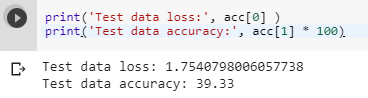 print('Test data loss:', acc[0] )
print('Test data accuracy:', acc[1] * 100)
Test data loss: 1.7540798006057738
Test data accuracy: 39.33